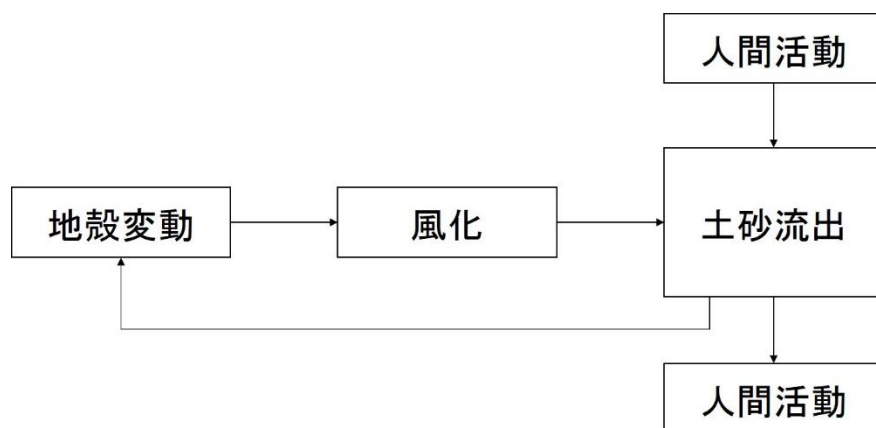 人間活動
地殻変動
風化
土砂流出
人間活動